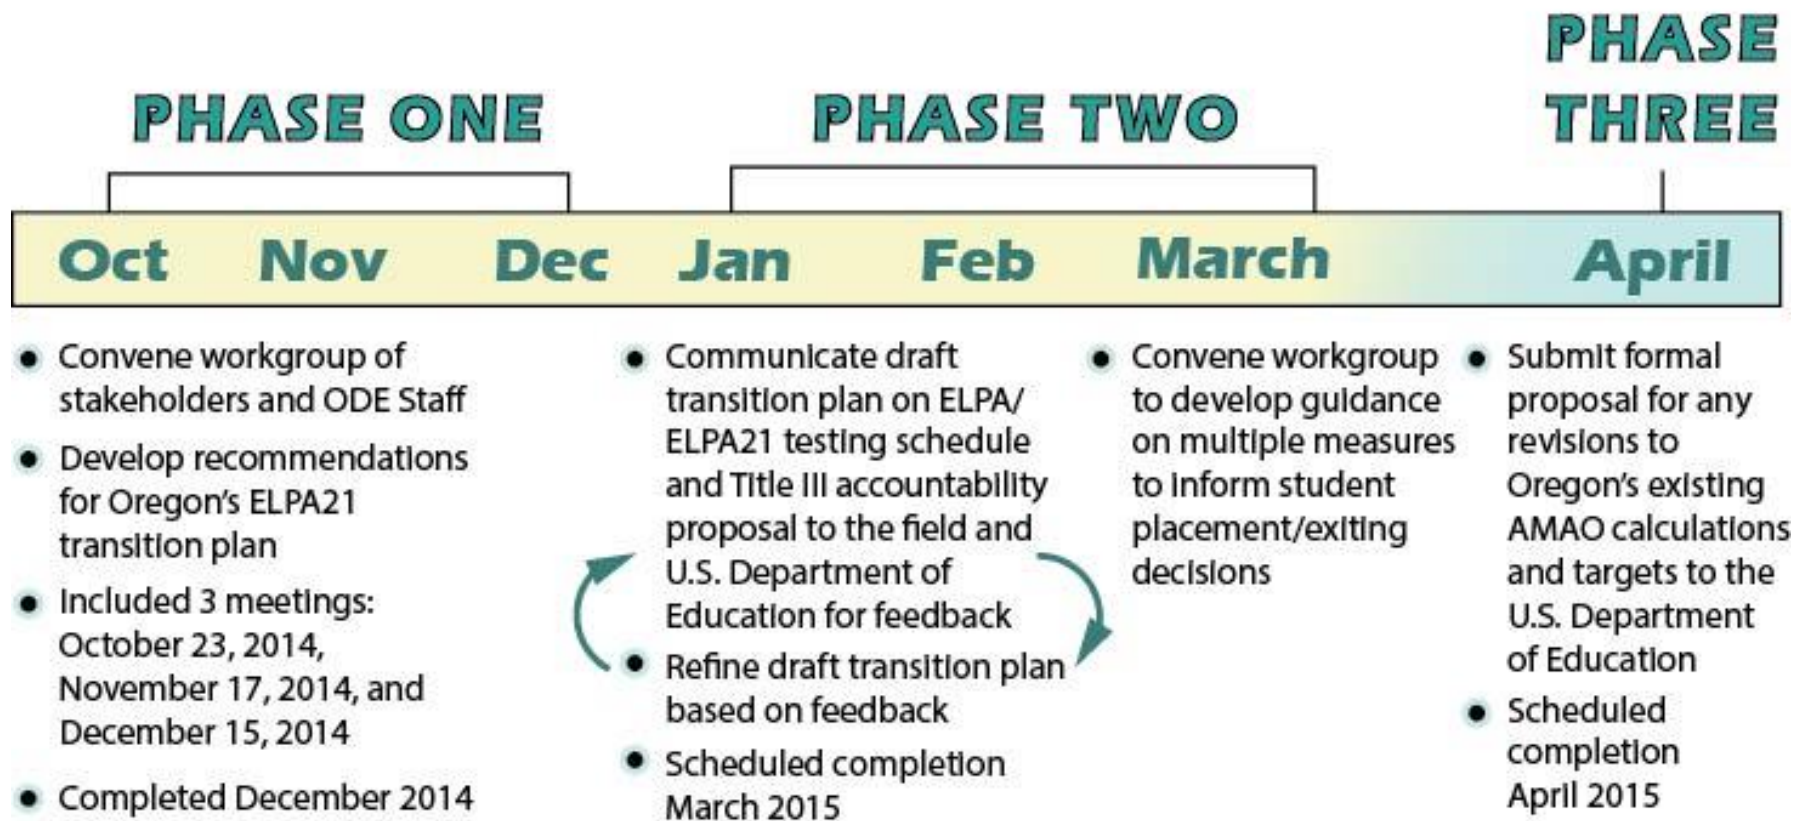 PHASE ONE
PHASE TWO
PHASE
THREE
Oct
Nov
Dec
Jan
Feb
March
April
Convene workgroup of
stakeholders and ODE Staff
Develop recommendations
for Oregon's ELPA21
transition plan
Included 3 meetings:
October 23, 2014,
November 17, 2014, and
December 15, 2014
Completed December 2014
Communicate draft
transition plan on ELPA/
ELPA21 testing schedule
and Title III accountability
proposal to the field and
U.S. Department of
Education for feedback
Refine draft transition plan
based on feedback
Scheduled completion
March 2015
Convene workgroup
to develop guidance
on multiple measures
to inform student
placement/exiting
decisions
Submit formal
proposal for any
revisions to
Oregon's existing
AMAO calculations
and targets to the
U.S. Department
of Education
Scheduled
completion
April 2015